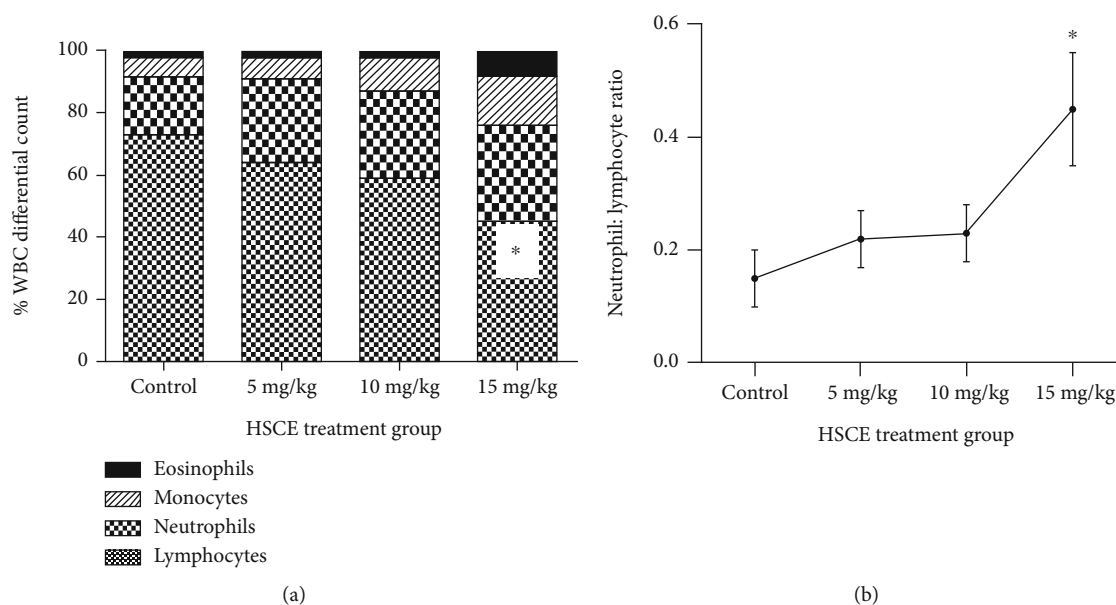 100
80
60
40
20
0
% WBC differential count
*
Control
5 mg/kg
10 mg/kg
15 mg/kg
HSCE treatment group
Eosinophils
Monocytes
Neutrophils
Lymphocytes
(a)
0.6
0.4
0.2
0.0
Neutrophil: lymphocyte ratio
*
Control
5 mg/kg
10 mg/kg
15 mg/kg
HSCE treatment group
(b)